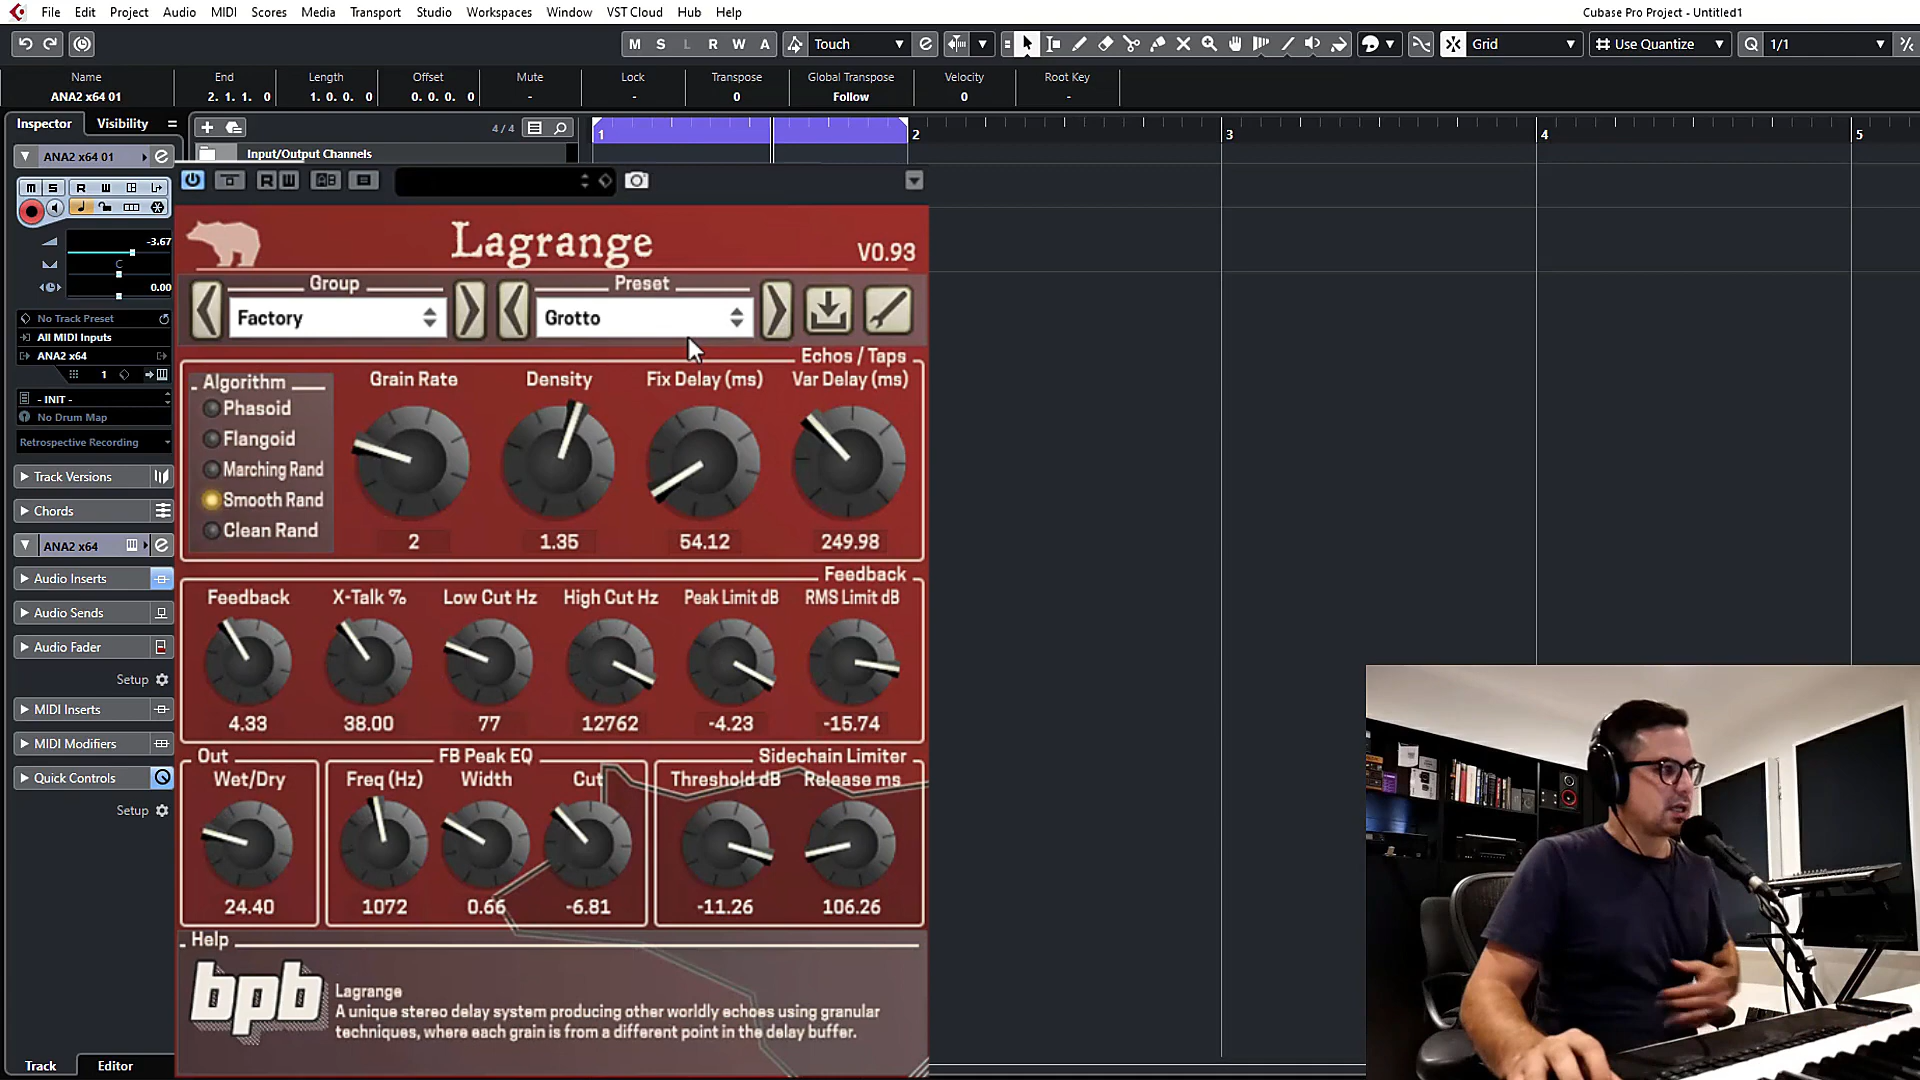 File Edit Project Audio MIDI Scores Media Transport Studio Workspaces Window VST Cloud Hub Help
Cubase Pro Project - Untitled1
M S L R W A Touch Grid Use Quantize Q 1/1
Name End Length Offset Mute Lock Transpose Global Transpose Velocity Root Key
ANA2 x64 01 2. 1. 1. 0 1. 0. 0. 0 0. 0. 0. 0 - - 0 Follow 0 -
Inspector Visibility 4/4 1 2 3 4 5
ANA2 x64 01 Input/Output Channels
M S R W
-3.67
C
0.00
No Track Preset
All MIDI Inputs
ANA2 x64
1
- INIT -
No Drum Map
Retrospective Recording
Track Versions
Chords
ANA2 x64
Audio Inserts
Audio Sends
Audio Fader
Setup
MIDI Inserts
MIDI Modifiers
Quick Controls
Setup
Track Editor
R W AB
Lagrange V0.93
Group Preset
Factory Grotto
Echos / Taps
Algorithm Grain Rate Density Fix Delay (ms) Var Delay (ms)
Phasoid
Flangoid
Marching Rand
Smooth Rand
Clean Rand
2 1.35 54.12 249.98
Feedback
Feedback X-Talk % Low Cut Hz High Cut Hz Peak Limit dB RMS Limit dB
4.33 38.00 77 12762 -4.23 -15.74
Out FB Peak EQ Sidechain Limiter
Wet/Dry Freq (Hz) Width Cut Threshold dB Release ms
24.40 1072 0.66 -6.81 -11.26 106.26
Help
bpb
Lagrange
A unique stereo delay system producing other worldly echoes using granular
techniques, where each grain is from a different point in the delay buffer.